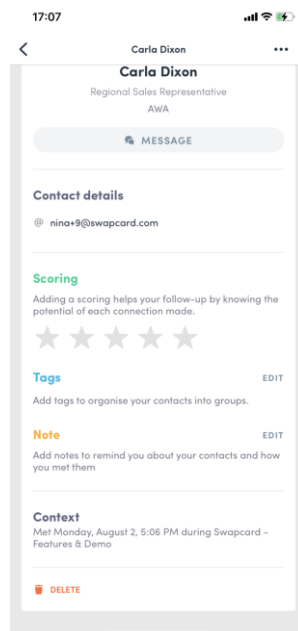 17:07
Carla Dixon
Carla Dixon
Regional Sales Representative
AWA
MESSAGE
Contact details
@ nina+9@swapcard.com
Scoring
Adding a scoring helps your follow-up by knowing the
potential of each connection made.
Tags EDIT
Add tags to organise your contacts into groups.
Note EDIT
Add notes to remind you about your contacts and how
you met them
Context
Met Monday, August 2, 5:06 PM during Swapcard –
Features & Demo
DELETE